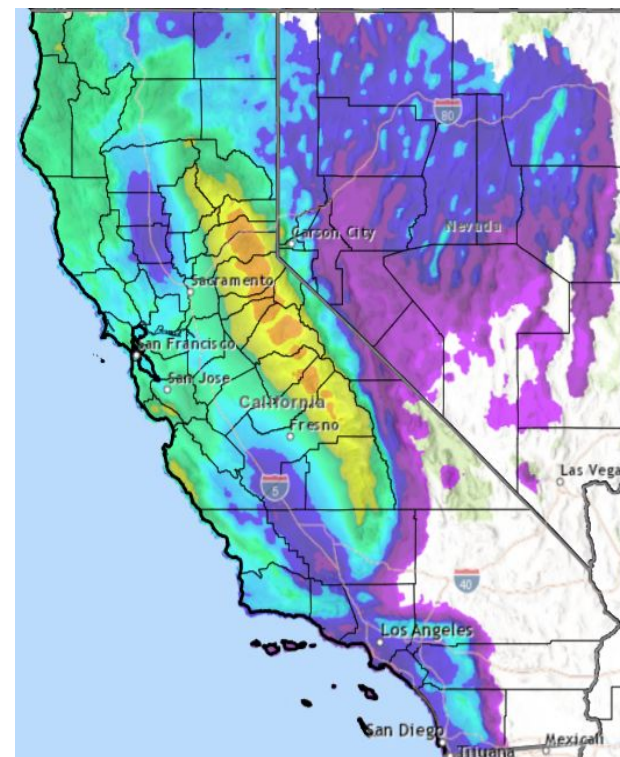 80
Carson City
Nevada
Sacramento
San Francisco
San Jose
California
Fresno
5
Las Vega
40
Los Angeles
San Diego
Tijuana
Mexicali